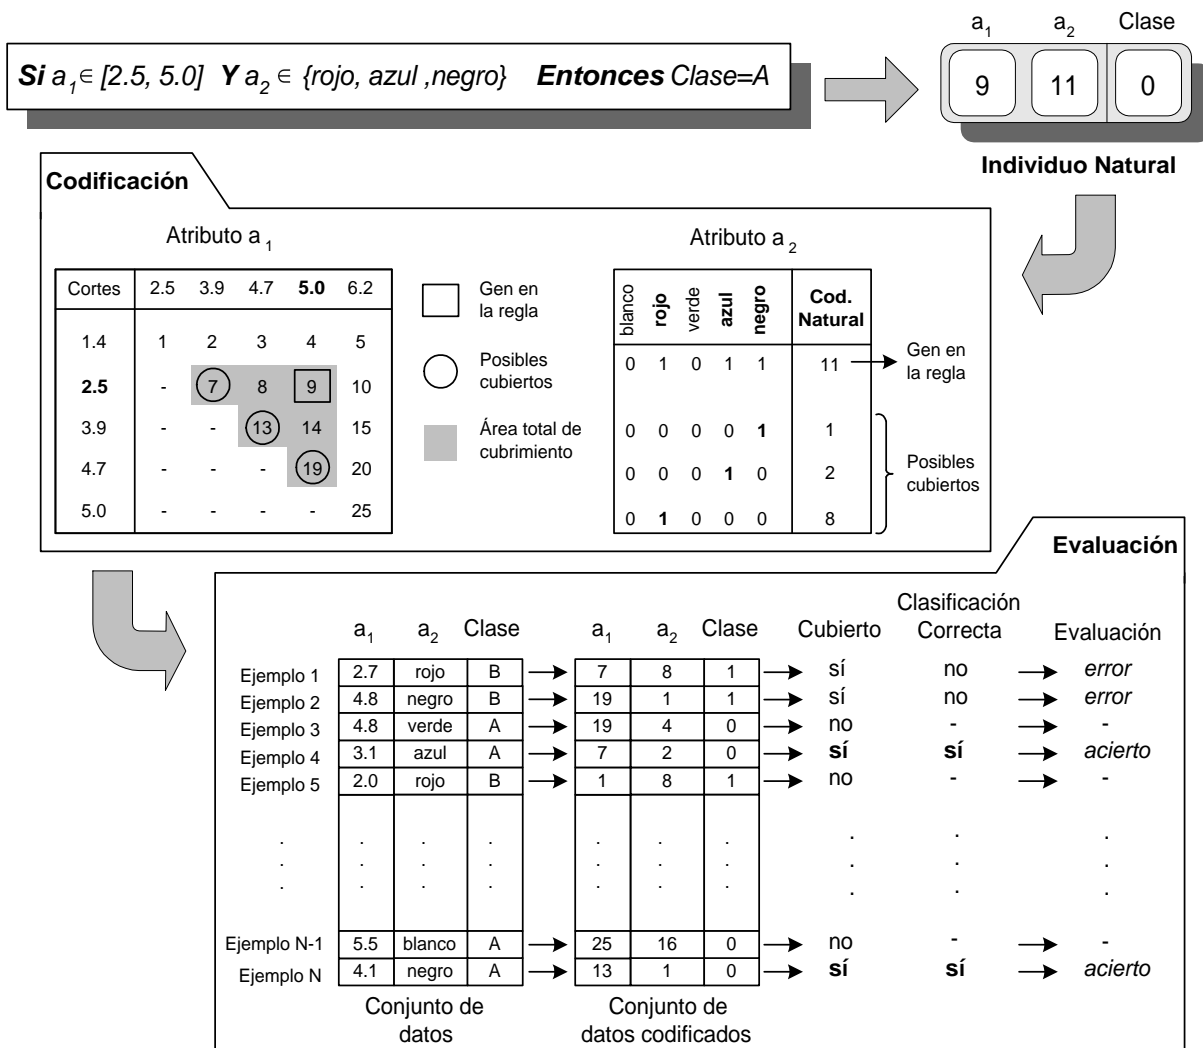 a1 a2 Clase
Si a1 ∈ [2.5, 5.0] Y a2 ∈ {rojo, azul ,negro} Entonces Clase=A
9 11 0
Individuo Natural
Codificación
Atributo a1
Cortes 2.5 3.9 4.7 5.0 6.2
1.4 1 2 3 4 5
2.5 - 7 8 9 10
3.9 - - 13 14 15
4.7 - - - 19 20
5.0 - - - - 25
Gen en
la regla
Posibles
cubiertos
Área total de
cubrimiento
Atributo a2
blanco rojo verde azul negro Cod.
Natural
0 1 0 1 1 11
Gen en
la regla
0 0 0 0 1 1
0 0 0 1 0 2
0 1 0 0 0 8
Posibles
cubiertos
Evaluación
a1 a2 Clase a1 a2 Clase Cubierto Clasificación
Correcta Evaluación
Ejemplo 1 2.7 rojo B 7 8 1 sí no error
Ejemplo 2 4.8 negro B 19 1 1 sí no error
Ejemplo 3 4.8 verde A 19 4 0 no - -
Ejemplo 4 3.1 azul A 7 2 0 sí sí acierto
Ejemplo 5 2.0 rojo B 1 8 1 no - -
. . . . . . . . . .
. . . . . . . . . .
. . . . . . . . . .
Ejemplo N-1 5.5 blanco A 25 16 0 no - -
Ejemplo N 4.1 negro A 13 1 0 sí sí acierto
Conjunto de
datos
Conjunto de
datos codificados